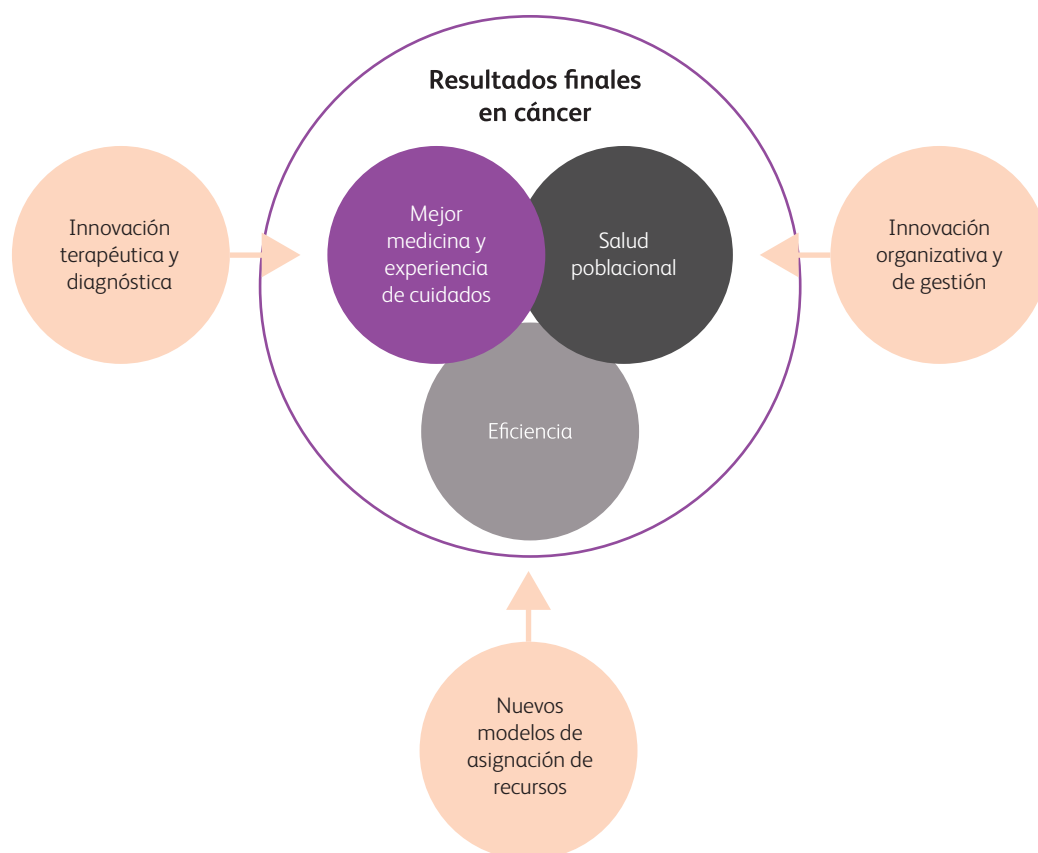 Resultados finales
en cáncer
Innovación
terapéutica y
diagnóstica
Mejor
medicina y
experiencia
de cuidados
Salud
poblacional
Innovación
organizativa y
de gestión
Eficiencia
Nuevos
modelos de
asignación de
recursos